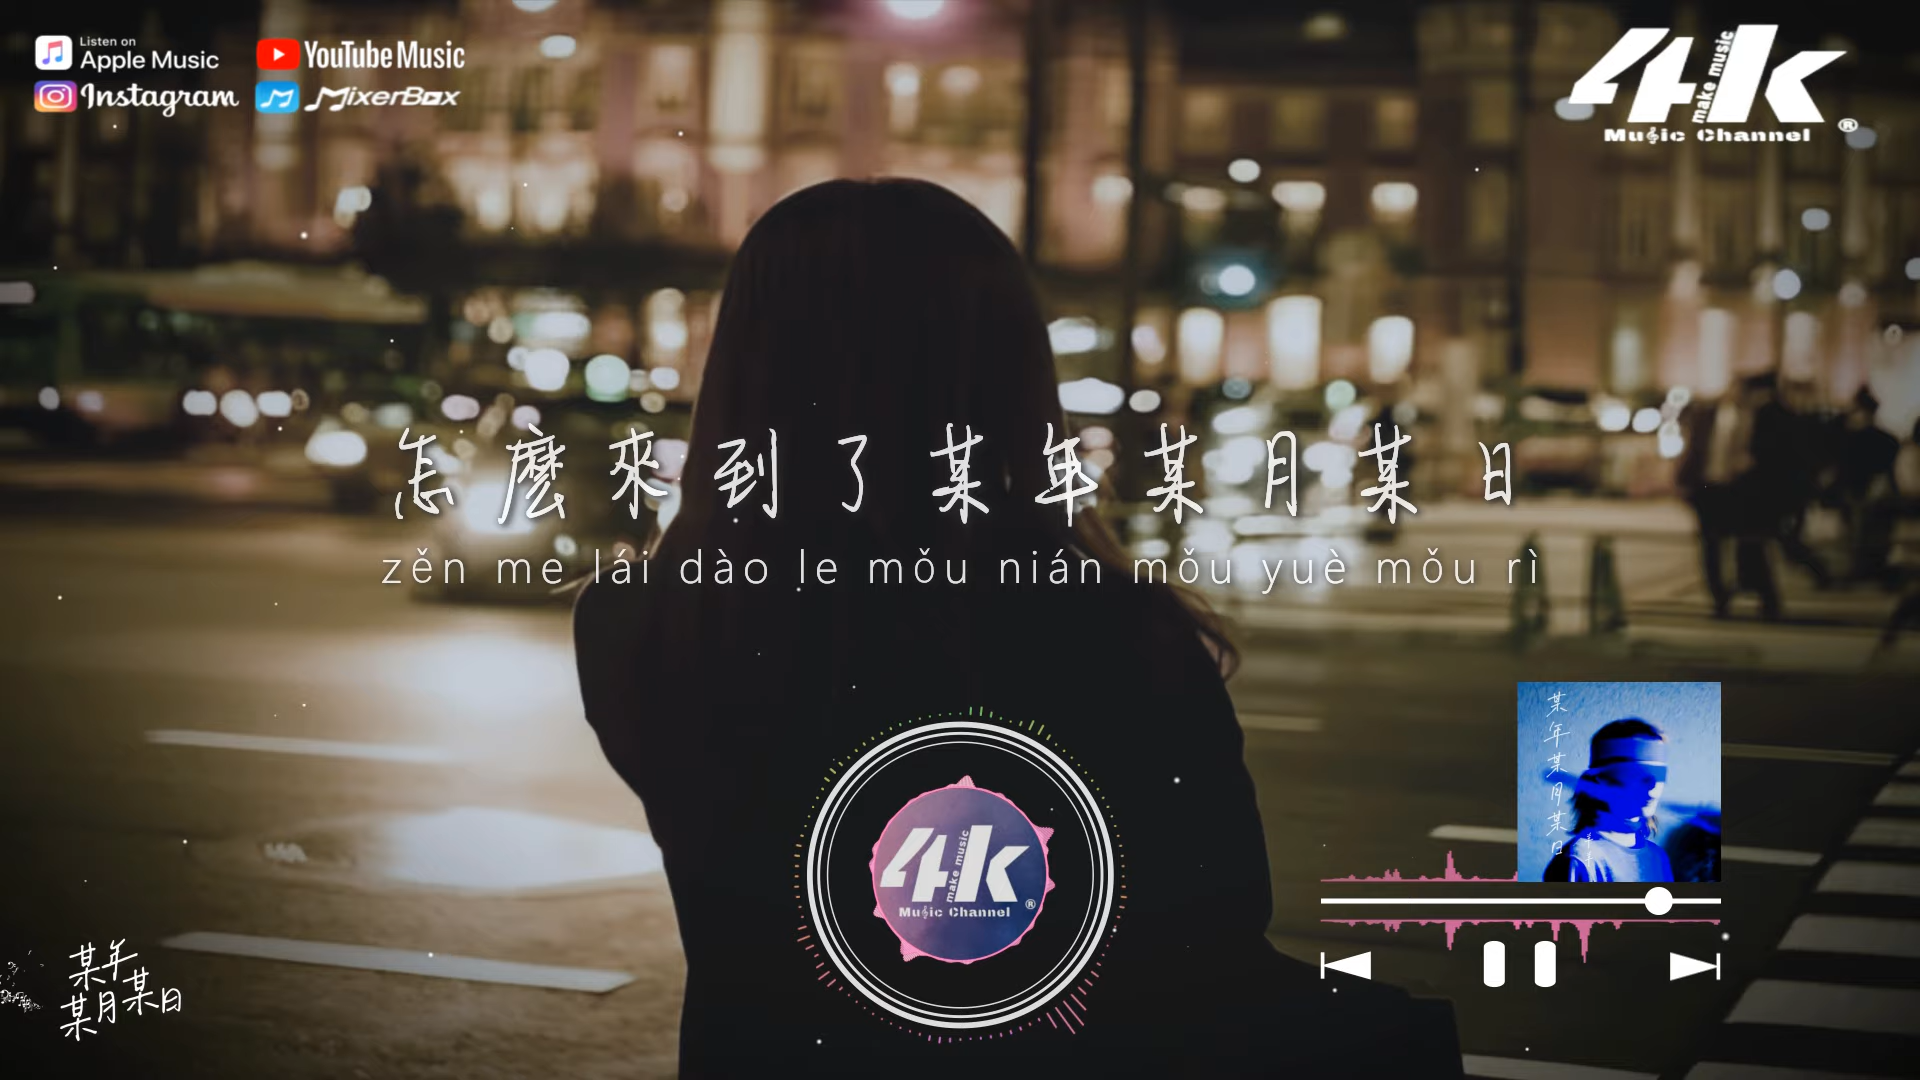 Listen on
Apple Music
YouTube Music
Instagram
MixerBox
4k
make music
Music Channel
®
怎麼來到了某年某月某日
zěn me lái dào le mǒu nián mǒu yuè mǒu rì
某年某月某日
4k
make music
Music Channel
®
某年
某月某日